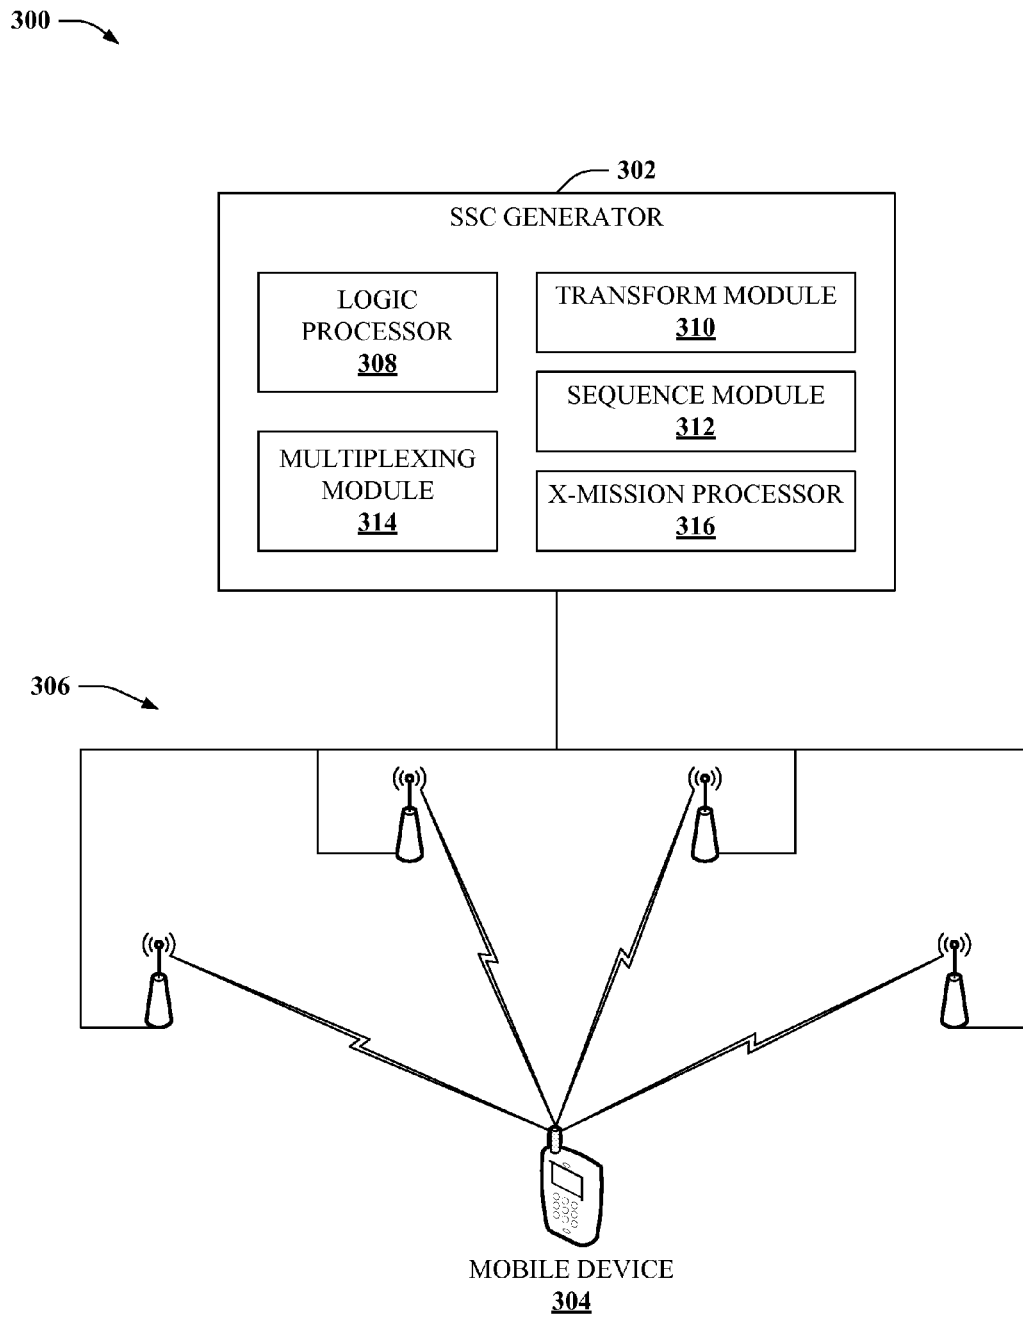 300
302
SSC GENERATOR
LOGIC
PROCESSOR
308
TRANSFORM MODULE
310
SEQUENCE MODULE
312
MULTIPLEXING
MODULE
314
X-MISSION PROCESSOR
316
306
MOBILE DEVICE
304